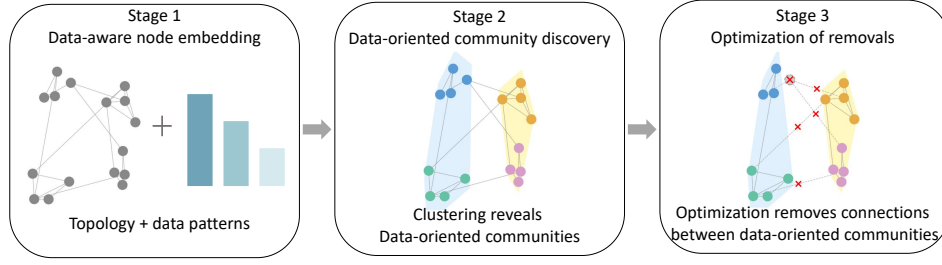 Stage 1
Data-aware node embedding
Topology + data patterns
Stage 2
Data-oriented community discovery
Clustering reveals
Data-oriented communities
Stage 3
Optimization of removals
Optimization removes connections
between data-oriented communities